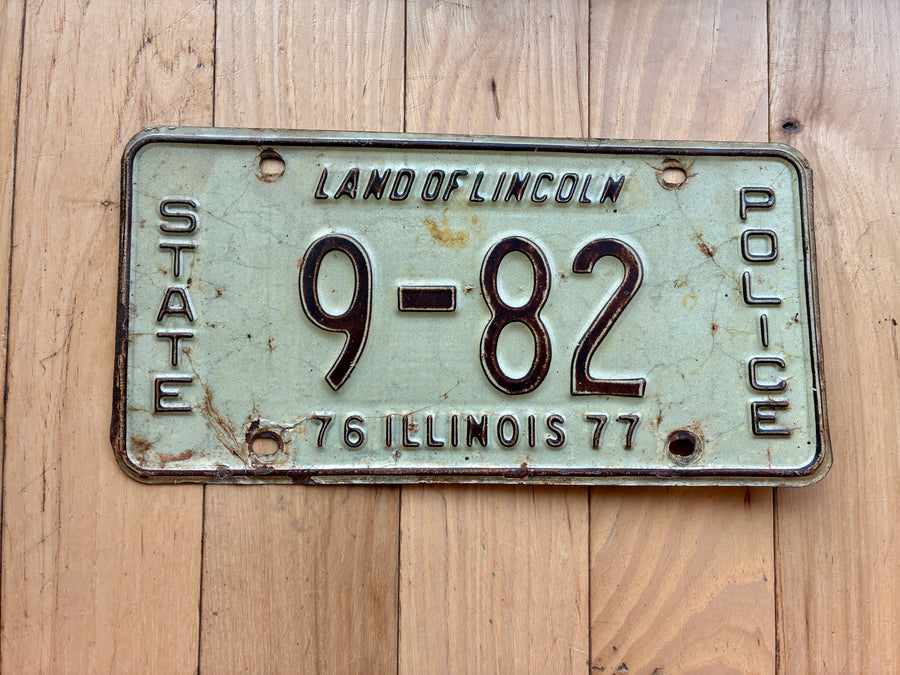 LAND OF LINCOLN
STATE
9-82
POLICE
76 ILLINOIS 77